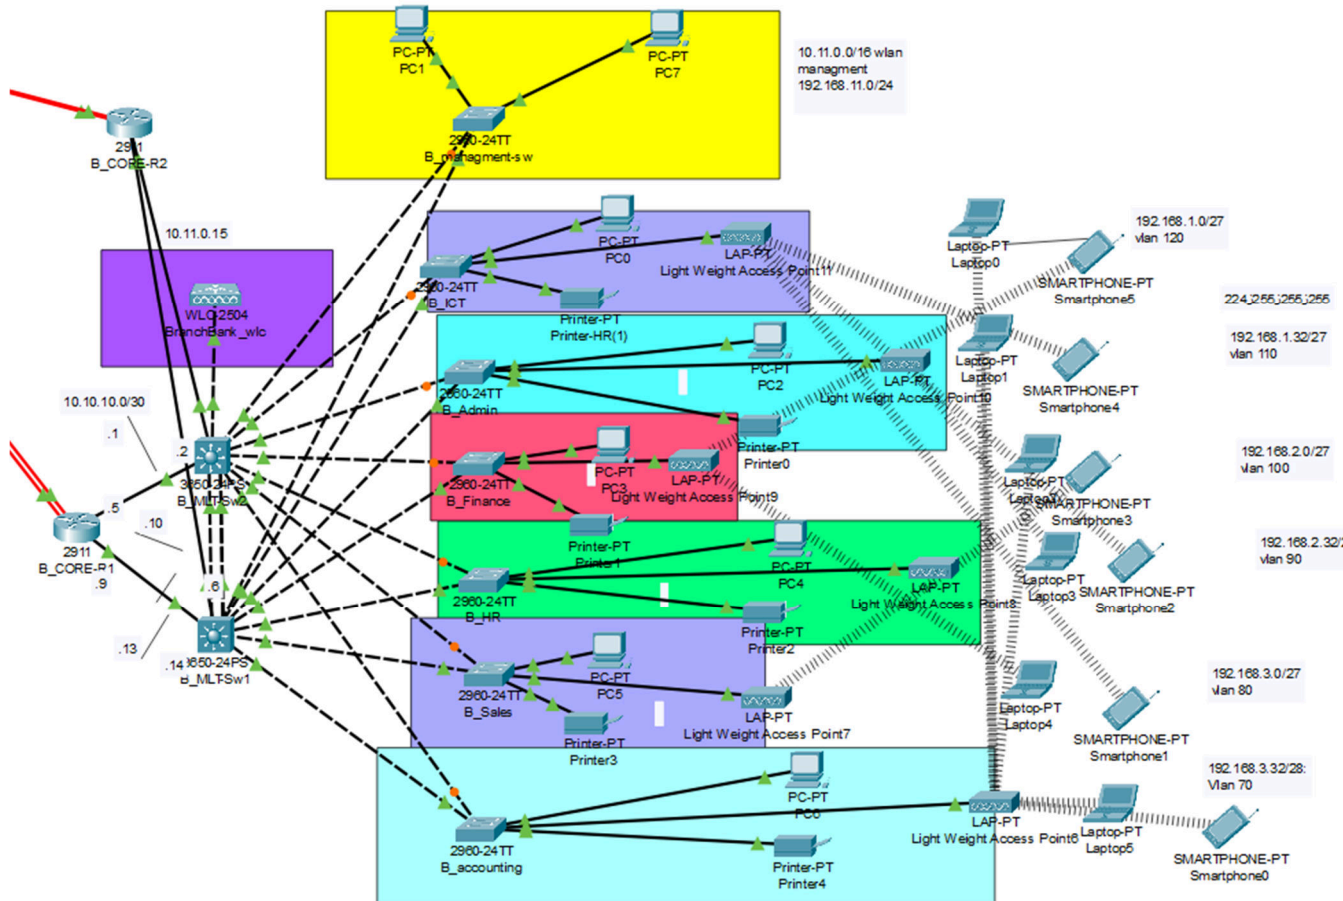 PC-PT
PC1
PC-PT
PC7
10.11.0.0/16 wlan
managment
192.168.11.0/24
2960-24TT
B_managment-sw
2911
B_CORE-R2
10.11.0.15
WLC-2504
BranchBank_wlc
PC-PT
PC0
LAP-PT
Light Weight Access Point11
2960-24TT
B_ICT
Printer-PT
Printer-HR(1)
Laptop-PT
Laptop0
192.168.1.0/27
vlan 120
SMARTPHONE-PT
Smartphone5
224.255.255.255
192.168.1.32/27
vlan 110
Laptop-PT
Laptop1
SMARTPHONE-PT
Smartphone4
PC-PT
PC2
LAP-PT
Light Weight Access Point10
2960-24TT
B_Admin
Printer-PT
Printer0
10.10.10.0/30
.1
.2
3650-24PS
B_MLT-Sw2
PC-PT
PC3
LAP-PT
Light Weight Access Point9
2960-24TT
B_Finance
Printer-PT
Printer1
192.168.2.0/27
vlan 100
Laptop-PT
SMARTPHONE-PT
Smartphone3
.5
.10
2911
B_CORE-R1
.9
.6
.13
.14
3650-24PS
B_MLT-Sw1
PC-PT
PC4
LAP-PT
Light Weight Access Point8
2960-24TT
B_HR
Printer-PT
Printer2
192.168.2.32/
vlan 90
Laptop-PT
Laptop3
SMARTPHONE-PT
Smartphone2
PC-PT
PC5
LAP-PT
Light Weight Access Point7
2960-24TT
B_Sales
Printer-PT
Printer3
192.168.3.0/27
vlan 80
Laptop-PT
Laptop4
SMARTPHONE-PT
Smartphone1
PC-PT
PC6
LAP-PT
Light Weight Access Point6
2960-24TT
B_accounting
Printer-PT
Printer4
192.168.3.32/28:
Vlan 70
Laptop-PT
Laptop5
SMARTPHONE-PT
Smartphone0